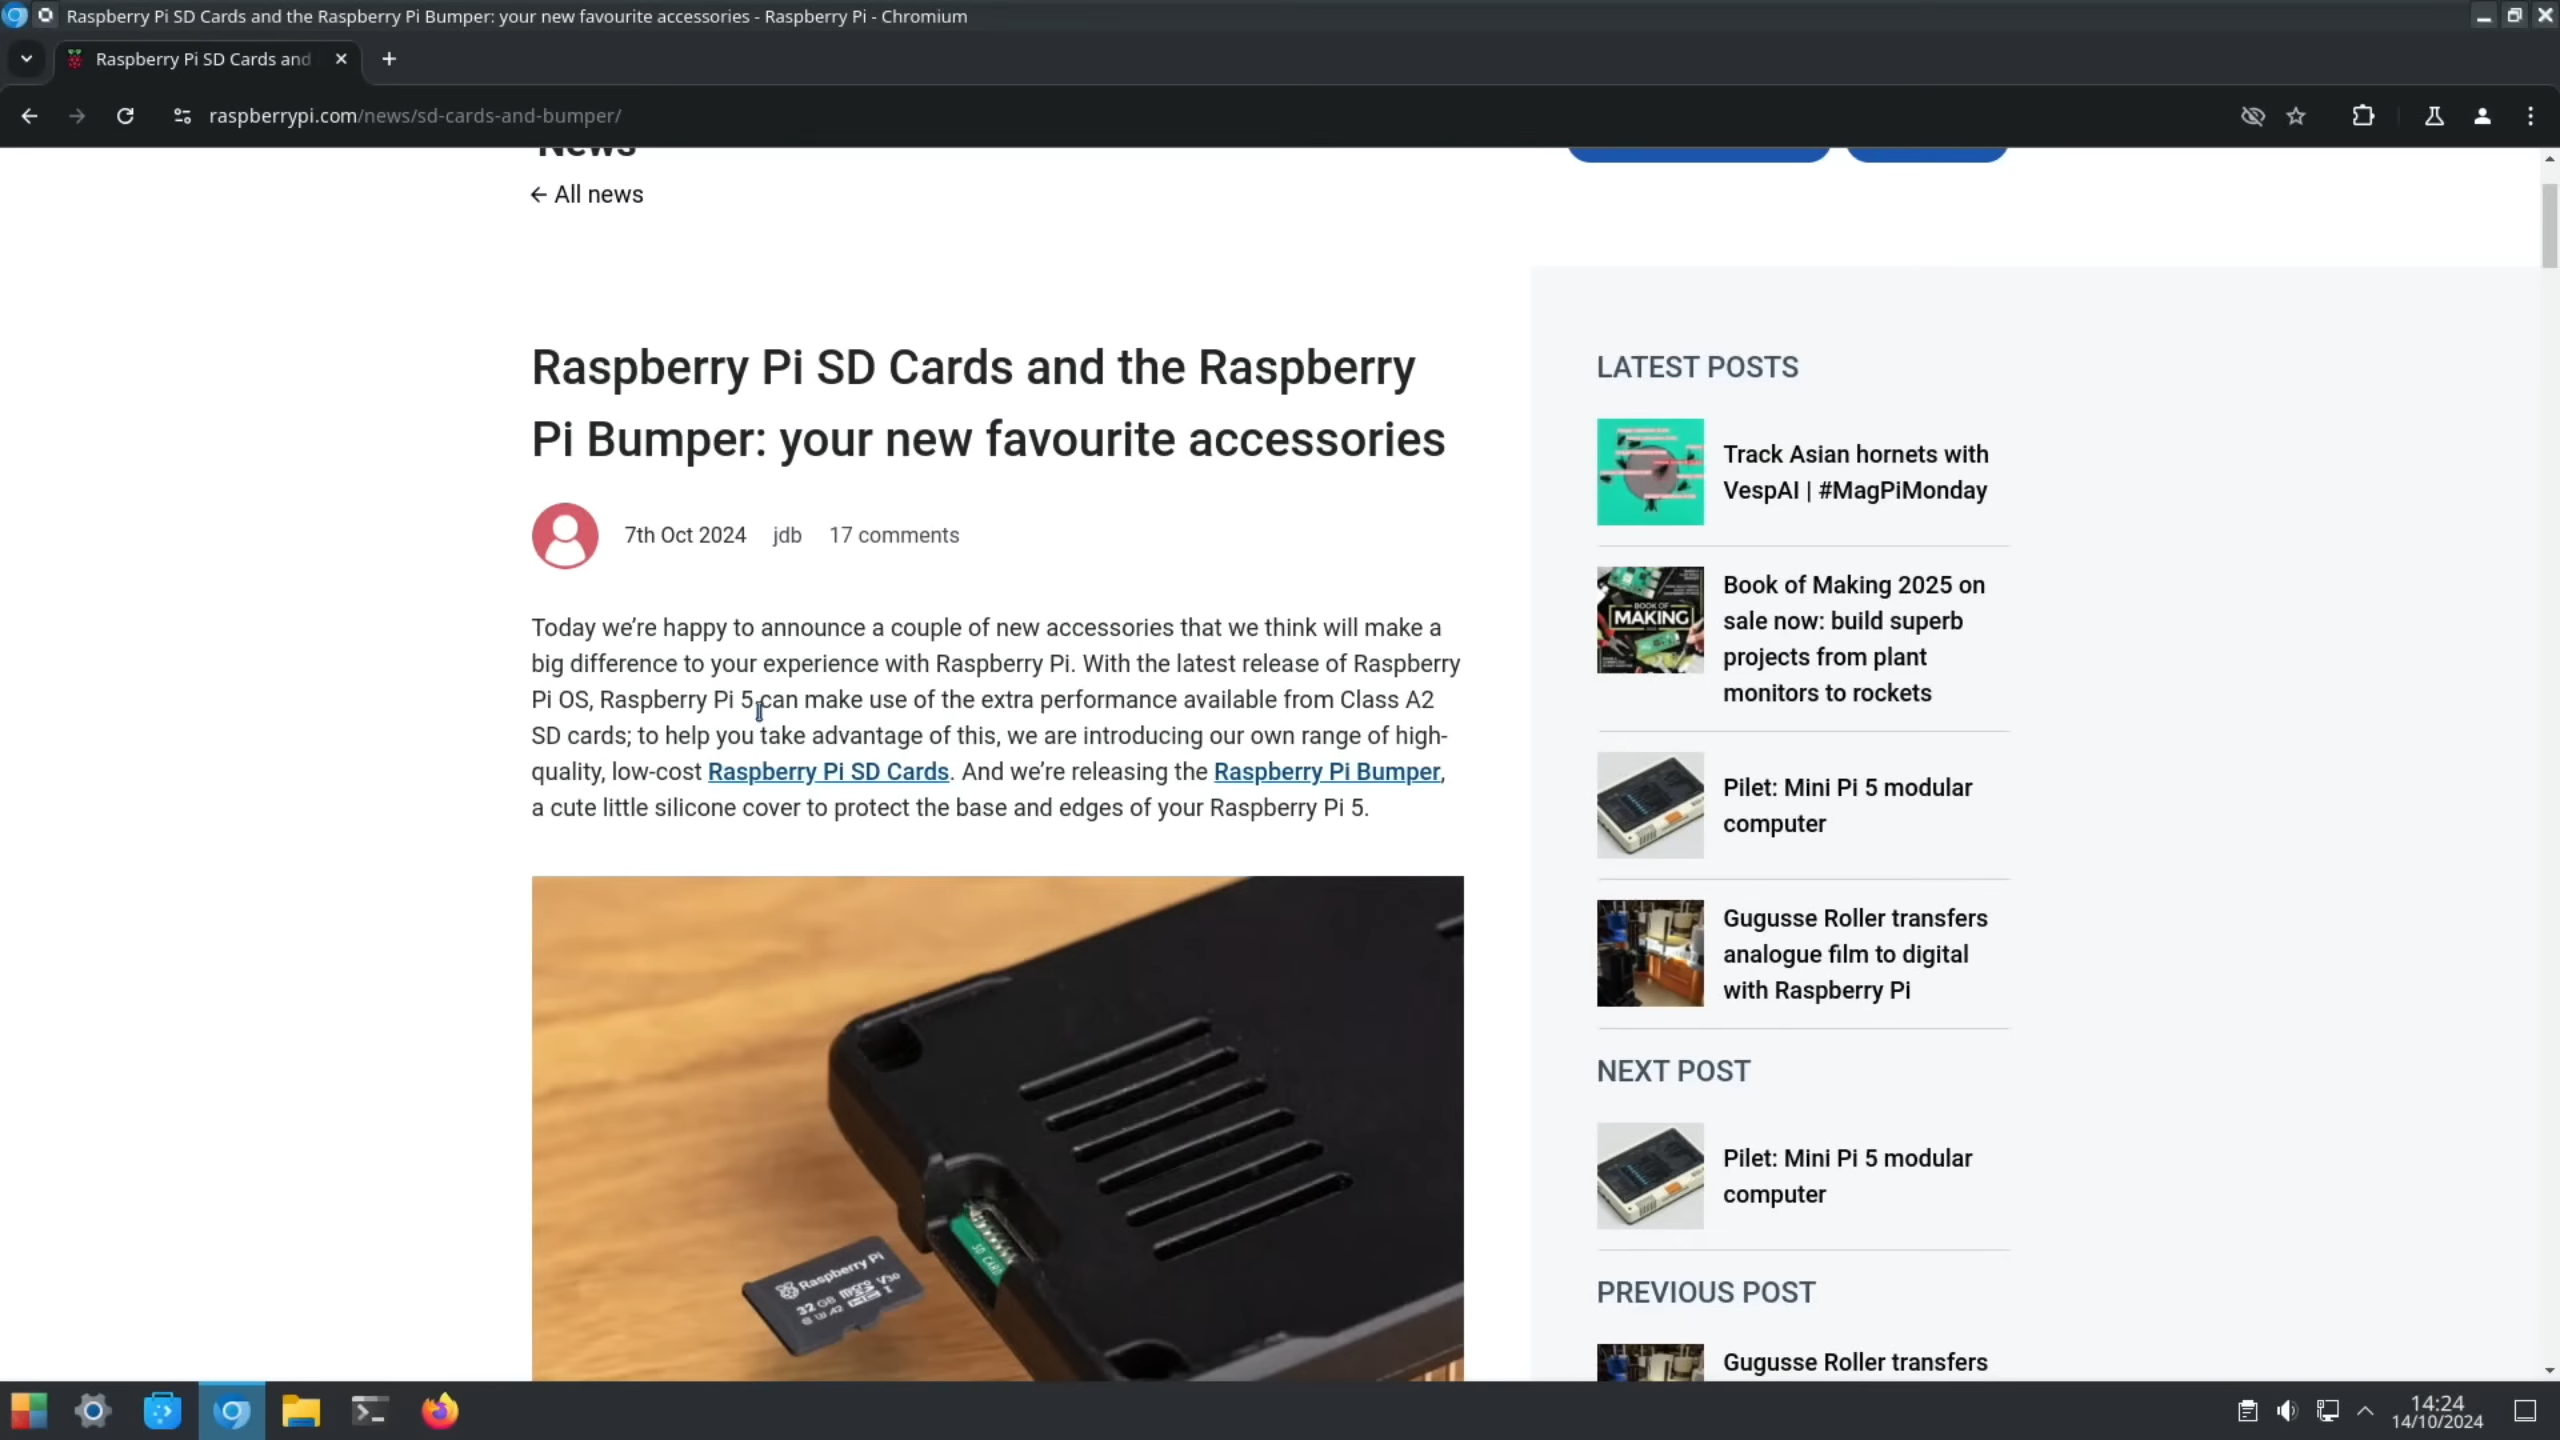 Raspberry Pi SD Cards and the Raspberry Pi Bumper: your new favourite accessories - Raspberry Pi - Chromium
Raspberry Pi SD Cards and
raspberrypi.com/news/sd-cards-and-bumper/
News
← All news
Raspberry Pi SD Cards and the Raspberry
Pi Bumper: your new favourite accessories
7th Oct 2024 jdb 17 comments
Today we’re happy to announce a couple of new accessories that we think will make a
big difference to your experience with Raspberry Pi. With the latest release of Raspberry
Pi OS, Raspberry Pi 5 can make use of the extra performance available from Class A2
SD cards; to help you take advantage of this, we are introducing our own range of high-
quality, low-cost Raspberry Pi SD Cards. And we’re releasing the Raspberry Pi Bumper,
a cute little silicone cover to protect the base and edges of your Raspberry Pi 5.
SD CARD
Raspberry Pi
32 GB micro V30
U3 A2 I
LATEST POSTS
Track Asian hornets with
VespAI | #MagPiMonday
BOOK OF
MAKING
Book of Making 2025 on
sale now: build superb
projects from plant
monitors to rockets
Pilet: Mini Pi 5 modular
computer
Gugusse Roller transfers
analogue film to digital
with Raspberry Pi
NEXT POST
Pilet: Mini Pi 5 modular
computer
PREVIOUS POST
Gugusse Roller transfers
14:24
14/10/2024